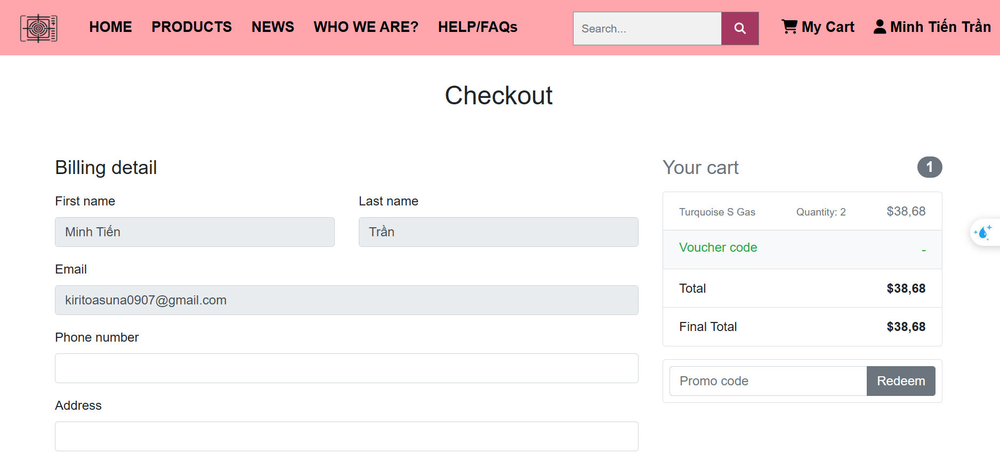 HOME PRODUCTS NEWS WHO WE ARE? HELP/FAQs Search... My Cart Minh Tiến Trần
Checkout
Billing detail
First name Last name
Minh Tiến Trần
Email
kiritoasuna0907@gmail.com
Phone number
Address
Your cart 1
Turquoise S Gas Quantity: 2 $38,68
Voucher code -
Total $38,68
Final Total $38,68
Promo code Redeem